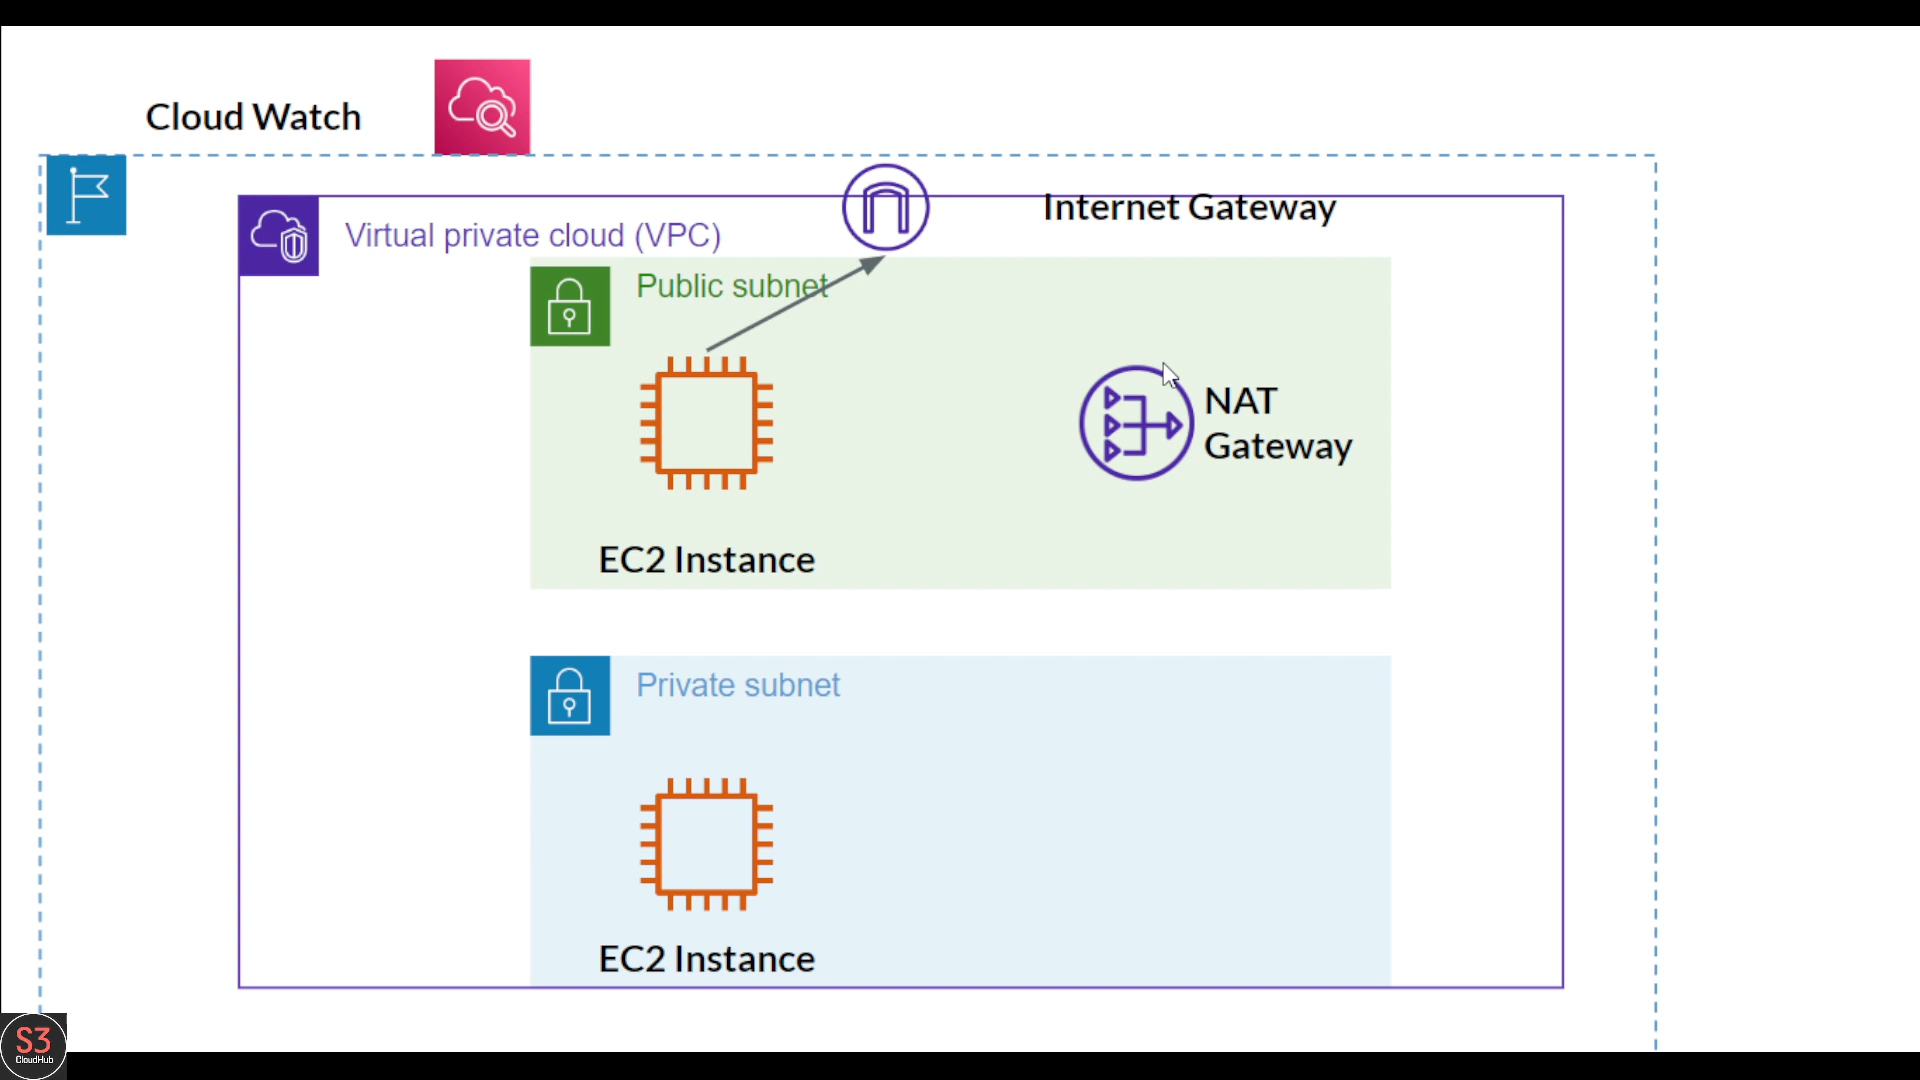 Cloud Watch
Internet Gateway
Virtual private cloud (VPC)
Public subnet
NAT
Gateway
EC2 Instance
Private subnet
EC2 Instance
S3
CloudHub